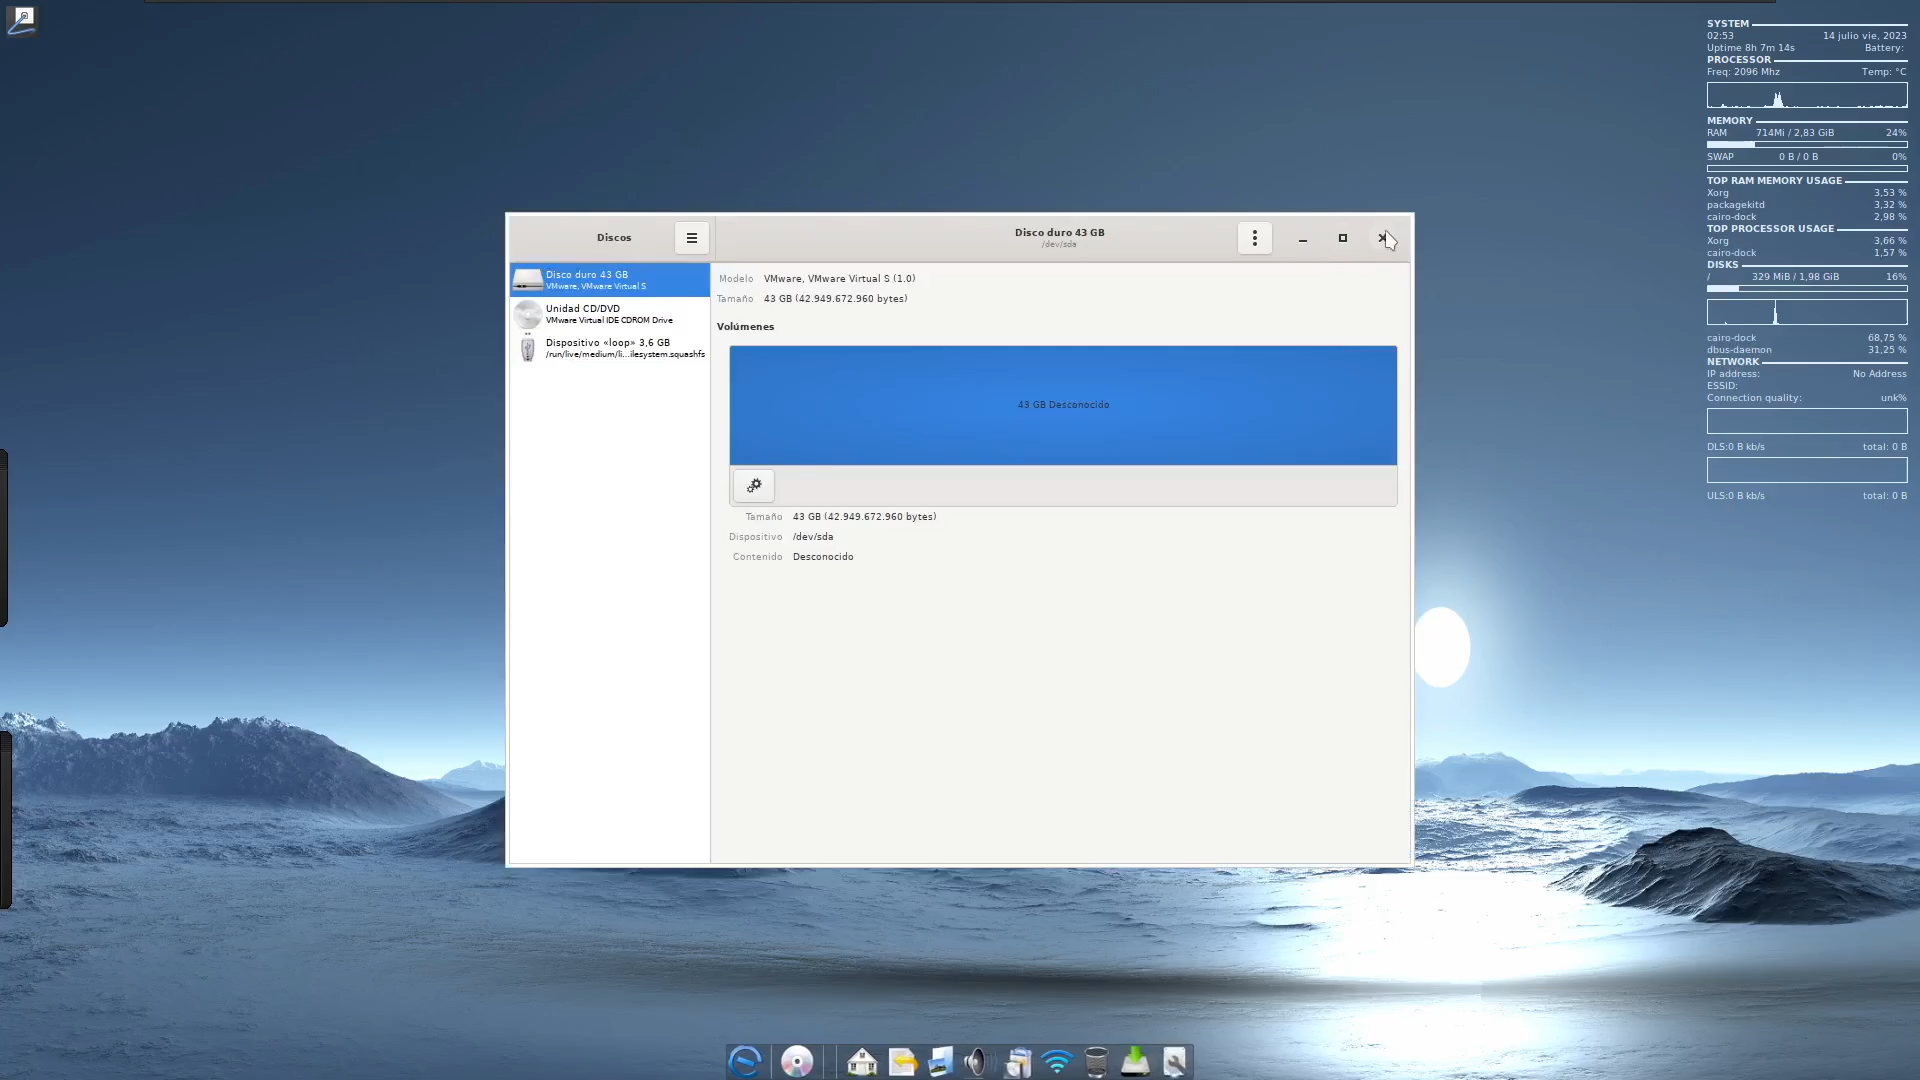 Discos
Disco duro 43 GB
/dev/sda
Disco duro 43 GB
VMware, VMware Virtual S
Unidad CD/DVD
VMware Virtual IDE CDROM Drive
Dispositivo «loop» 3,6 GB
/run/live/medium/li...ilesystem.squashfs
Modelo VMware, VMware Virtual S (1.0)
Tamaño 43 GB (42.949.672.960 bytes)
Volúmenes
43 GB Desconocido
Tamaño 43 GB (42.949.672.960 bytes)
Dispositivo /dev/sda
Contenido Desconocido
SYSTEM
02:53 14 julio vie, 2023
Uptime 8h 7m 14s Battery:
PROCESSOR
Freq: 2096 Mhz Temp: °C
MEMORY
RAM 714Mi / 2,83 GiB 24%
SWAP 0 B / 0 B 0%
TOP RAM MEMORY USAGE
Xorg 3,53 %
packagekitd 3,32 %
cairo-dock 2,98 %
TOP PROCESSOR USAGE
Xorg 3,66 %
cairo-dock 1,57 %
DISKS
/ 329 MiB / 1,98 GiB 16%
cairo-dock 68,75 %
dbus-daemon 31,25 %
NETWORK
IP address: No Address
ESSID:
Connection quality: unk%
DLS:0 B kb/s total: 0 B
ULS:0 B kb/s total: 0 B